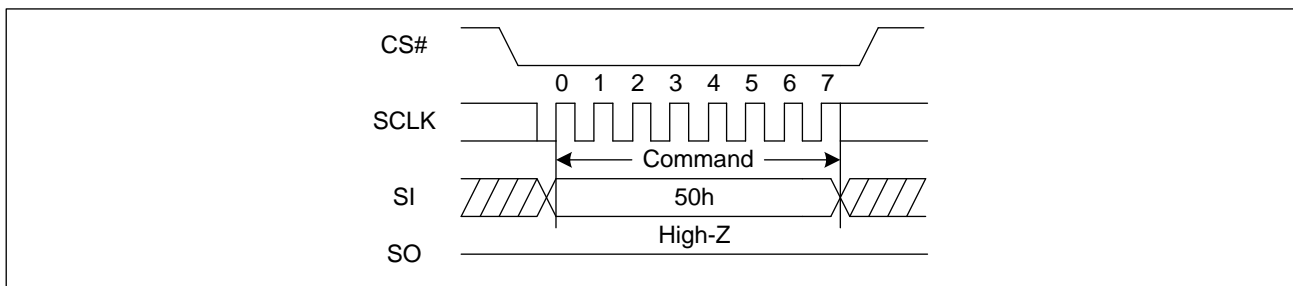 CS#
0 1 2 3 4 5 6 7
SCLK
Command
SI
50h
High-Z
SO